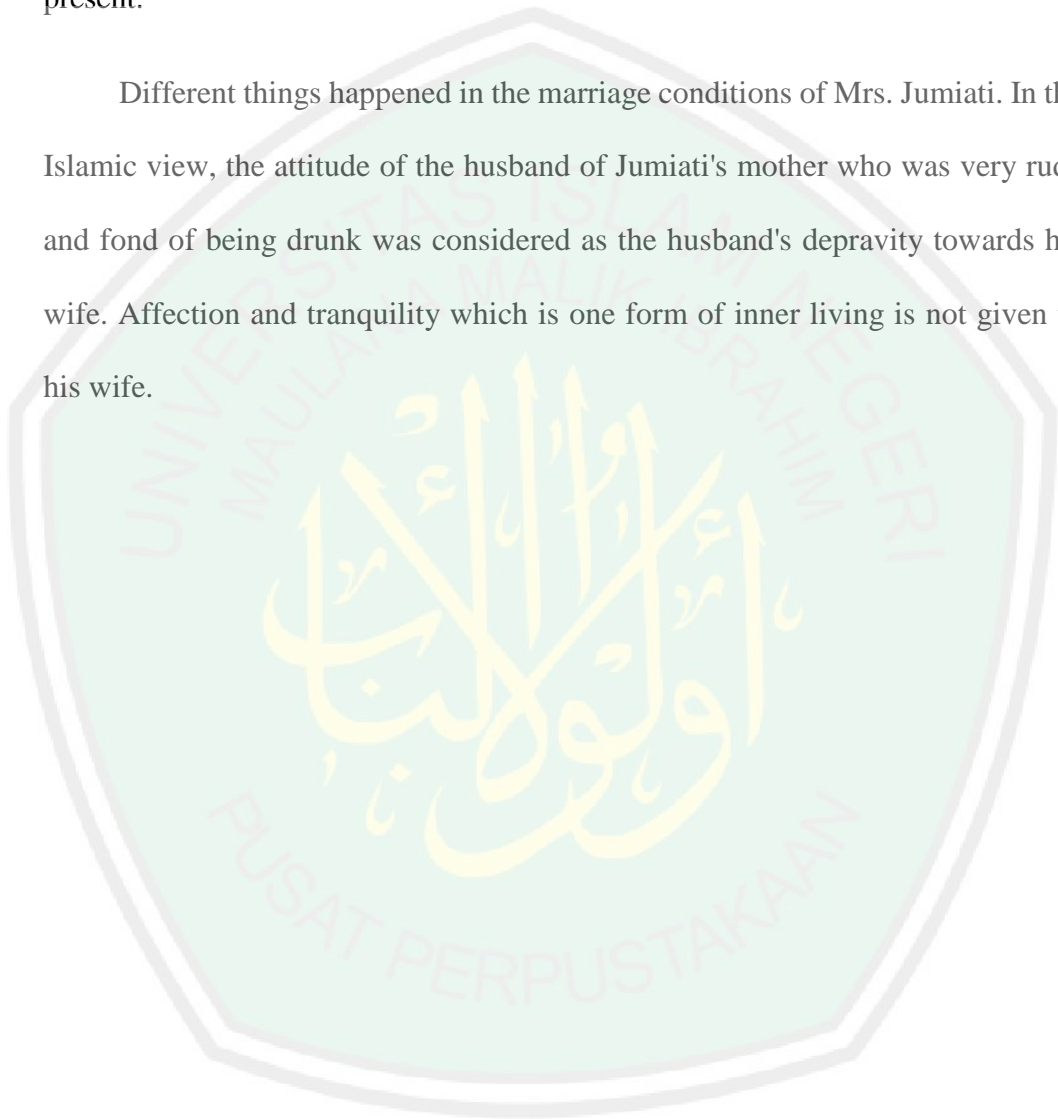 present.
Different things happened in the marriage conditions of Mrs. Jumiati. In
Islamic view, the attitude of the husband of Jumiati's mother who was very
and fond of being drunk was considered as the husband's depravity towards
wife. Affection and tranquility which is one form of inner living is not given
his wife.
UNIVERSITAS ISLAM NEGERI
MAULANA MALIK IBRAHIM
PUSAT PERPUSTAKAAN